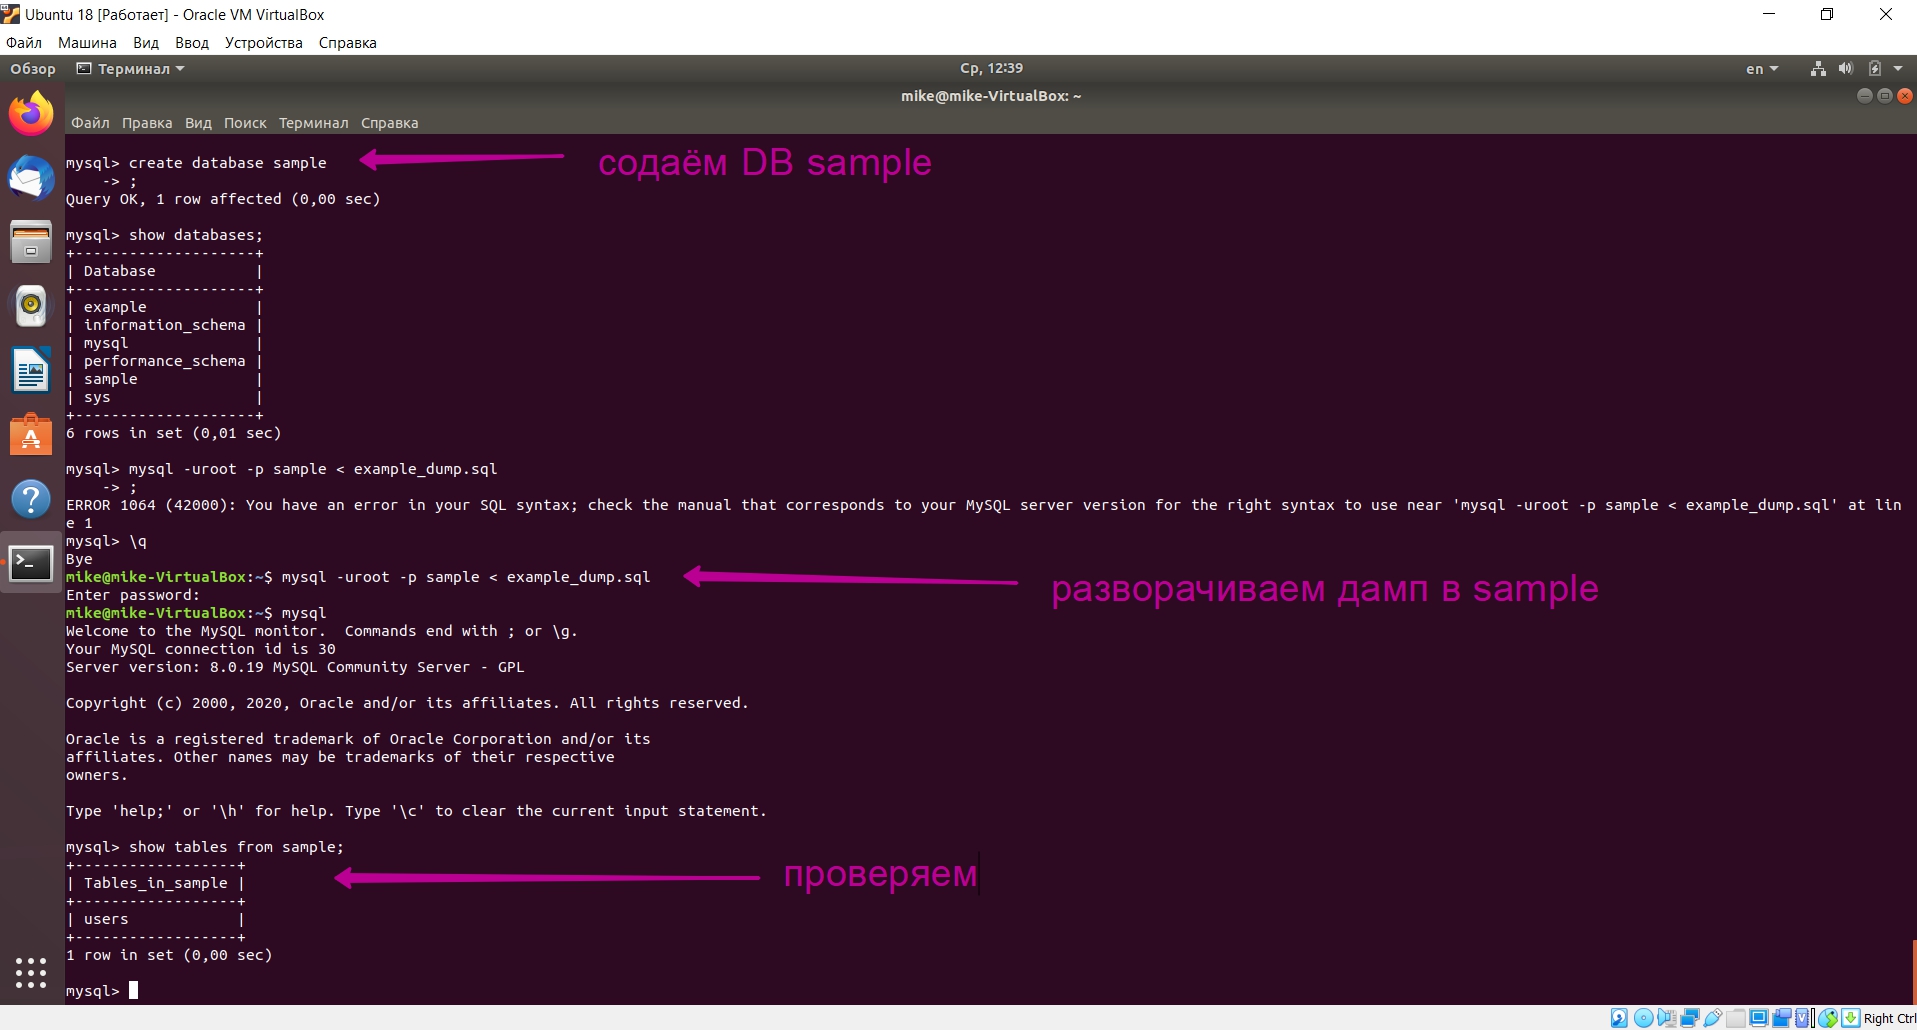 Ubuntu 18 [Работает] - Oracle VM VirtualBox
Файл Машина Вид Ввод Устройства Справка
Обзор Терминал Ср, 12:39 en
mike@mike-VirtualBox: ~
Файл Правка Вид Поиск Терминал Справка
mysql> create database sample
    -> ;
содаём DB sample
Query OK, 1 row affected (0,00 sec)
mysql> show databases;
+--------------------+
| Database           |
+--------------------+
| example            |
| information_schema |
| mysql              |
| performance_schema |
| sample             |
| sys                |
+--------------------+
6 rows in set (0,01 sec)
mysql> mysql -uroot -p sample < example_dump.sql
    -> ;
ERROR 1064 (42000): You have an error in your SQL syntax; check the manual that corresponds to your MySQL server version for the right syntax to use near 'mysql -uroot -p sample < example_dump.sql' at lin
e 1
mysql> \q
Bye
mike@mike-VirtualBox:~$ mysql -uroot -p sample < example_dump.sql
разворачиваем дамп в sample
Enter password:
mike@mike-VirtualBox:~$ mysql
Welcome to the MySQL monitor.  Commands end with ; or \g.
Your MySQL connection id is 30
Server version: 8.0.19 MySQL Community Server - GPL
Copyright (c) 2000, 2020, Oracle and/or its affiliates. All rights reserved.
Oracle is a registered trademark of Oracle Corporation and/or its
affiliates. Other names may be trademarks of their respective
owners.
Type 'help;' or '\h' for help. Type '\c' to clear the current input statement.
mysql> show tables from sample;
+------------------+
| Tables_in_sample |
проверяем
+------------------+
| users            |
+------------------+
1 row in set (0,00 sec)
mysql>
Right Ctrl